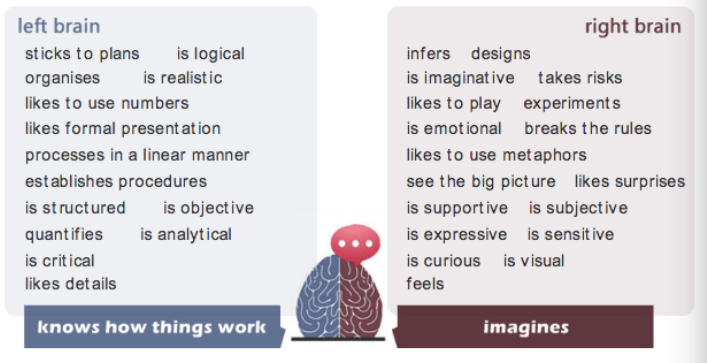 left brain
sticks to plans is logical
organises is realistic
likes to use numbers
likes formal presentation
processes in a linear manner
establishes procedures
is structured is objective
quantifies is analytical
is critical
likes details
knows how things work
right brain
infers designs
is imaginative takes risks
likes to play experiments
is emotional breaks the rules
likes to use metaphors
see the big picture likes surprises
is supportive is subjective
is expressive is sensitive
is curious is visual
feels
imagines